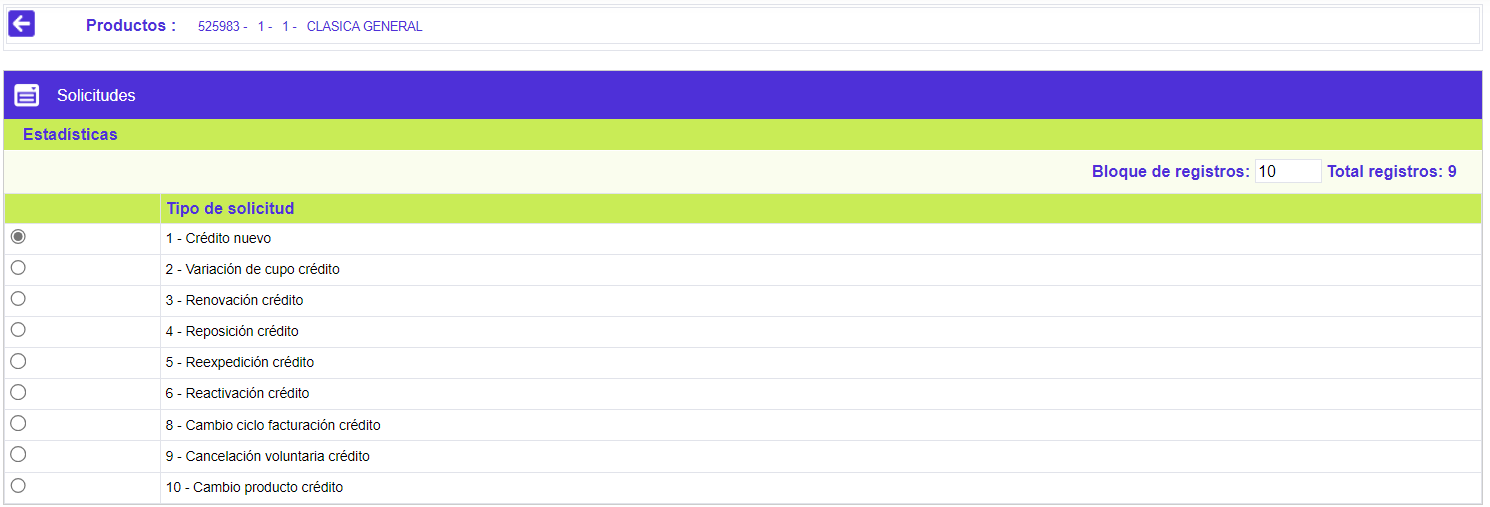 Productos : 525983 - 1 - 1 - CLASICA GENERAL
Solicitudes
Estadísticas
Bloque de registros: 10 Total registros: 9
Tipo de solicitud
1 - Crédito nuevo
2 - Variación de cupo crédito
3 - Renovación crédito
4 - Reposición crédito
5 - Reexpedición crédito
6 - Reactivación crédito
8 - Cambio ciclo facturación crédito
9 - Cancelación voluntaria crédito
10 - Cambio producto crédito